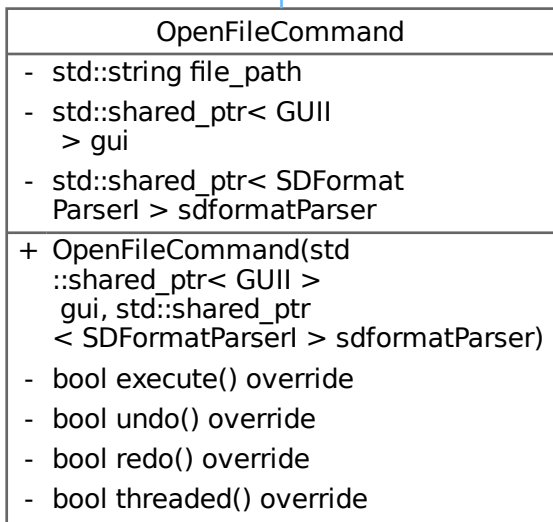 OpenFileCommand
- std::string file_path
- std::shared_ptr< GUII
> gui
- std::shared_ptr< SDFormat
ParserI > sdformatParser
+ OpenFileCommand(std
::shared_ptr< GUII >
gui, std::shared_ptr
< SDFormatParserI > sdformatParser)
- bool execute() override
- bool undo() override
- bool redo() override
- bool threaded() override